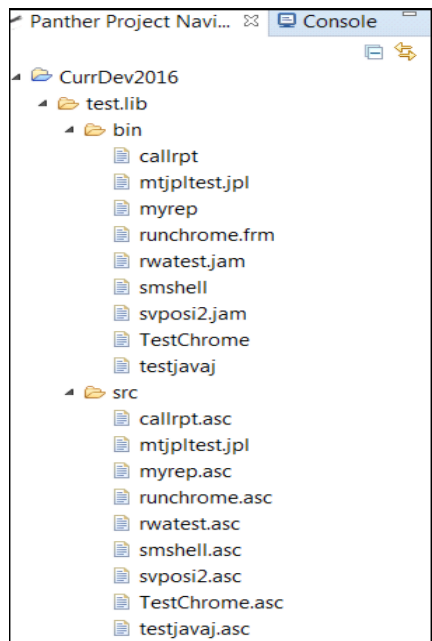 Panther Project Navi... Console
CurrDev2016
test.lib
bin
callrpt
mtjpltest.jpl
myrep
runchrome.frm
rwatest.jam
smshell
svposi2.jam
TestChrome
testjavaj
src
callrpt.asc
mtjpltest.jpl
myrep.asc
runchrome.asc
rwatest.asc
smshell.asc
svposi2.asc
TestChrome.asc
testjavaj.asc